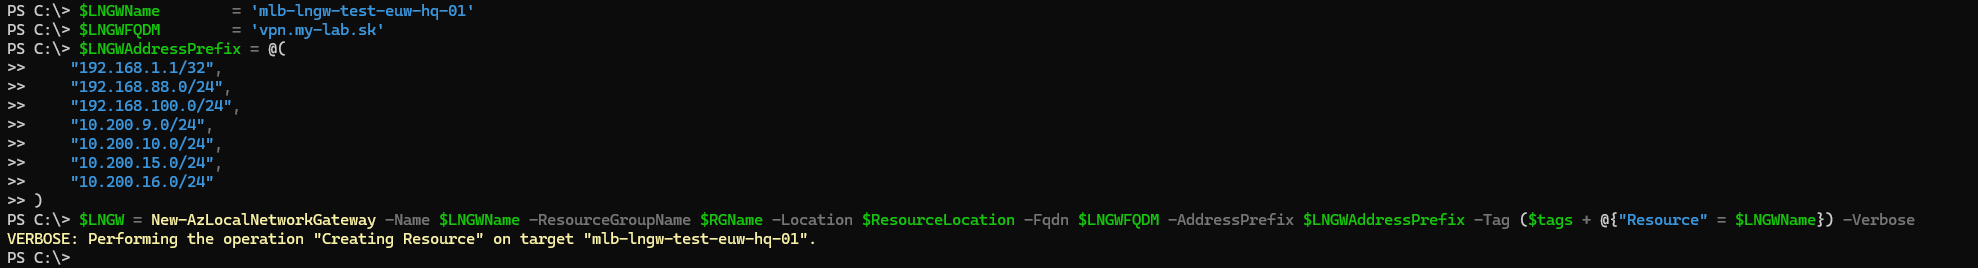 PS C:\> $LNGWName        = 'mlb-lngw-test-euw-hq-01'
PS C:\> $LNGWFQDM        = 'vpn.my-lab.sk'
PS C:\> $LNGWAddressPrefix = @(
>>     "192.168.1.1/32",
>>     "192.168.88.0/24",
>>     "192.168.100.0/24",
>>     "10.200.9.0/24",
>>     "10.200.10.0/24",
>>     "10.200.15.0/24",
>>     "10.200.16.0/24"
>> )
PS C:\> $LNGW = New-AzLocalNetworkGateway -Name $LNGWName -ResourceGroupName $RGName -Location $ResourceLocation -Fqdn $LNGWFQDM -AddressPrefix $LNGWAddressPrefix -Tag ($tags + @{"Resource" = $LNGWName}) -Verbose
VERBOSE: Performing the operation "Creating Resource" on target "mlb-lngw-test-euw-hq-01".
PS C:\>